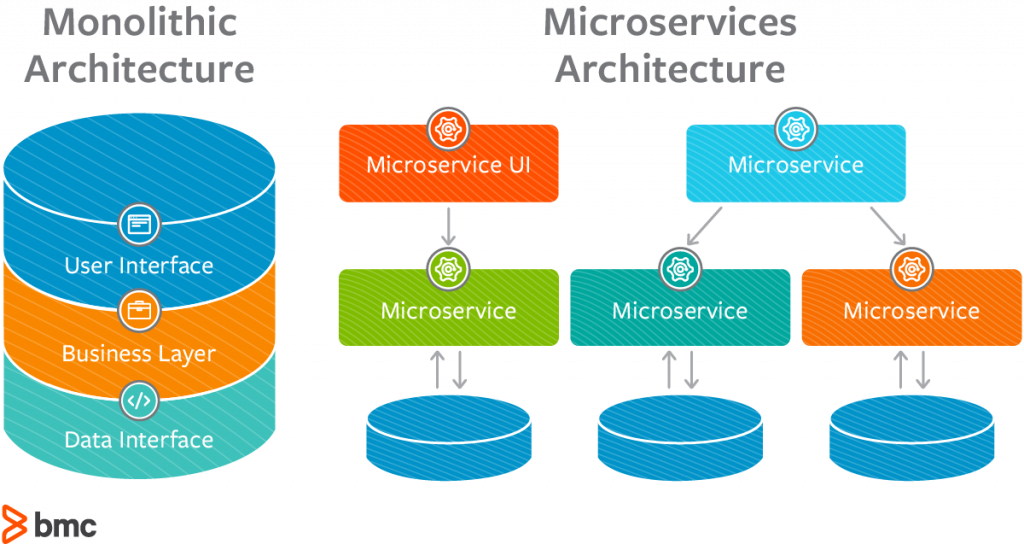 Monolithic
Architecture
Microservices
Architecture
User Interface
Business Layer
Data Interface
Microservice UI
Microservice
Microservice
Microservice
Microservice
bmc